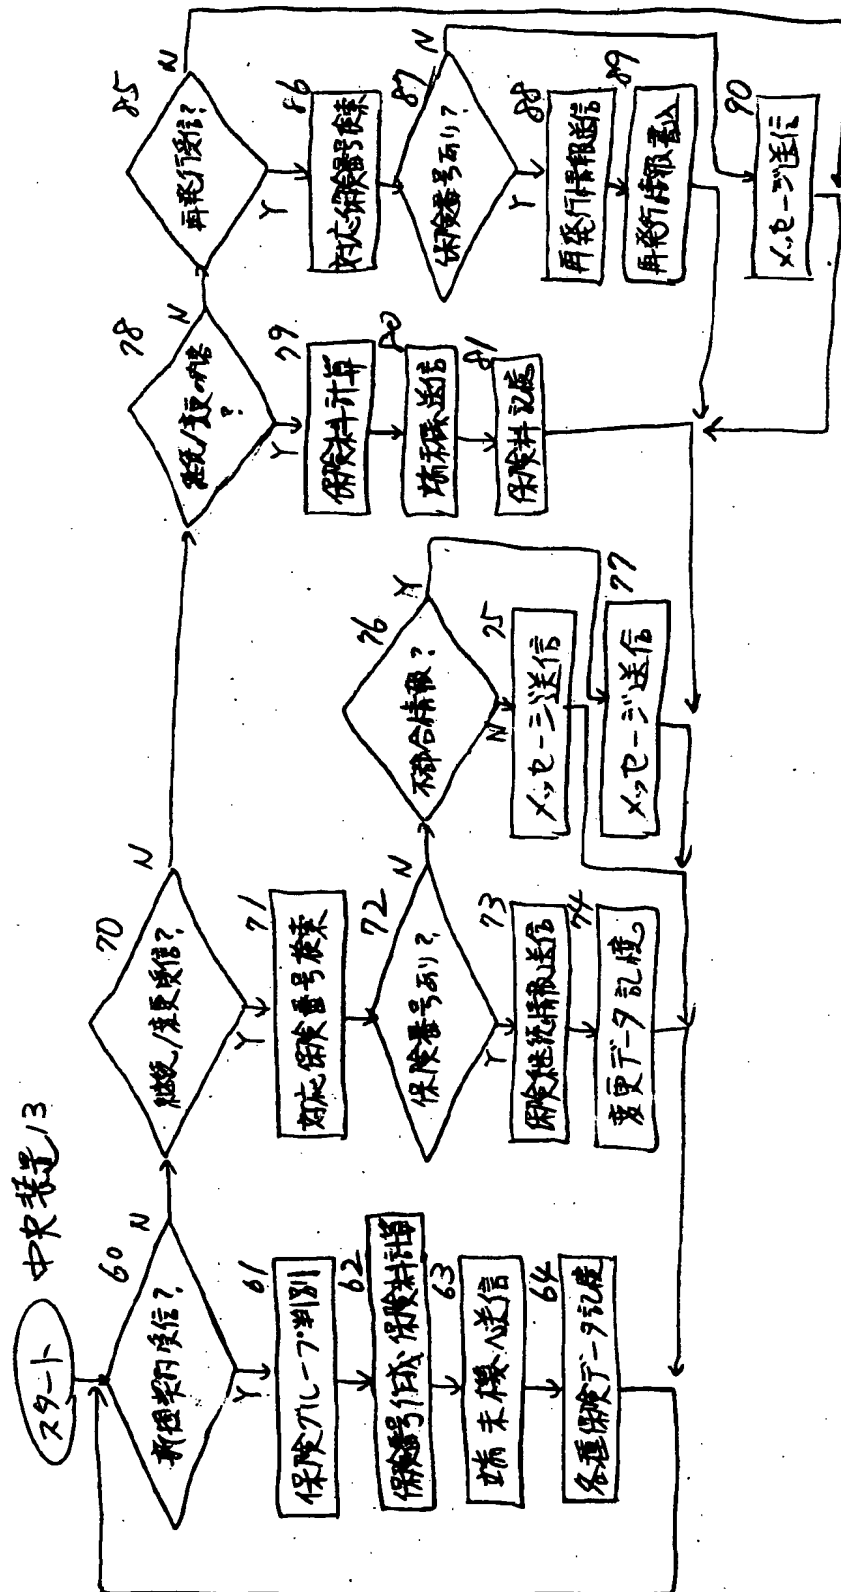 中央装置13
スタート
60
新規契約受信?
N
Y
61
保険グループ判別
62
保険番号作成、保険料計算
63
端末機へ送信
64
各種保険データ記憶
70
継続/変更受信?
N
Y
71
対応保険番号検索
72
保険番号あり?
N
Y
73
保険継続情報送信
74
変更データ記憶
76
不都合情報?
Y
N
75
メッセージ送信
77
メッセージ送信
78
継続/変更の内容
?
N
Y
79
保険料計算
80
端末機送信
81
保険料記憶
85
再発行受信?
N
Y
86
対応保険番号検索
87
保険番号あり?
N
Y
88
再発行情報送信
89
再発行情報書込
90
メッセージ送信